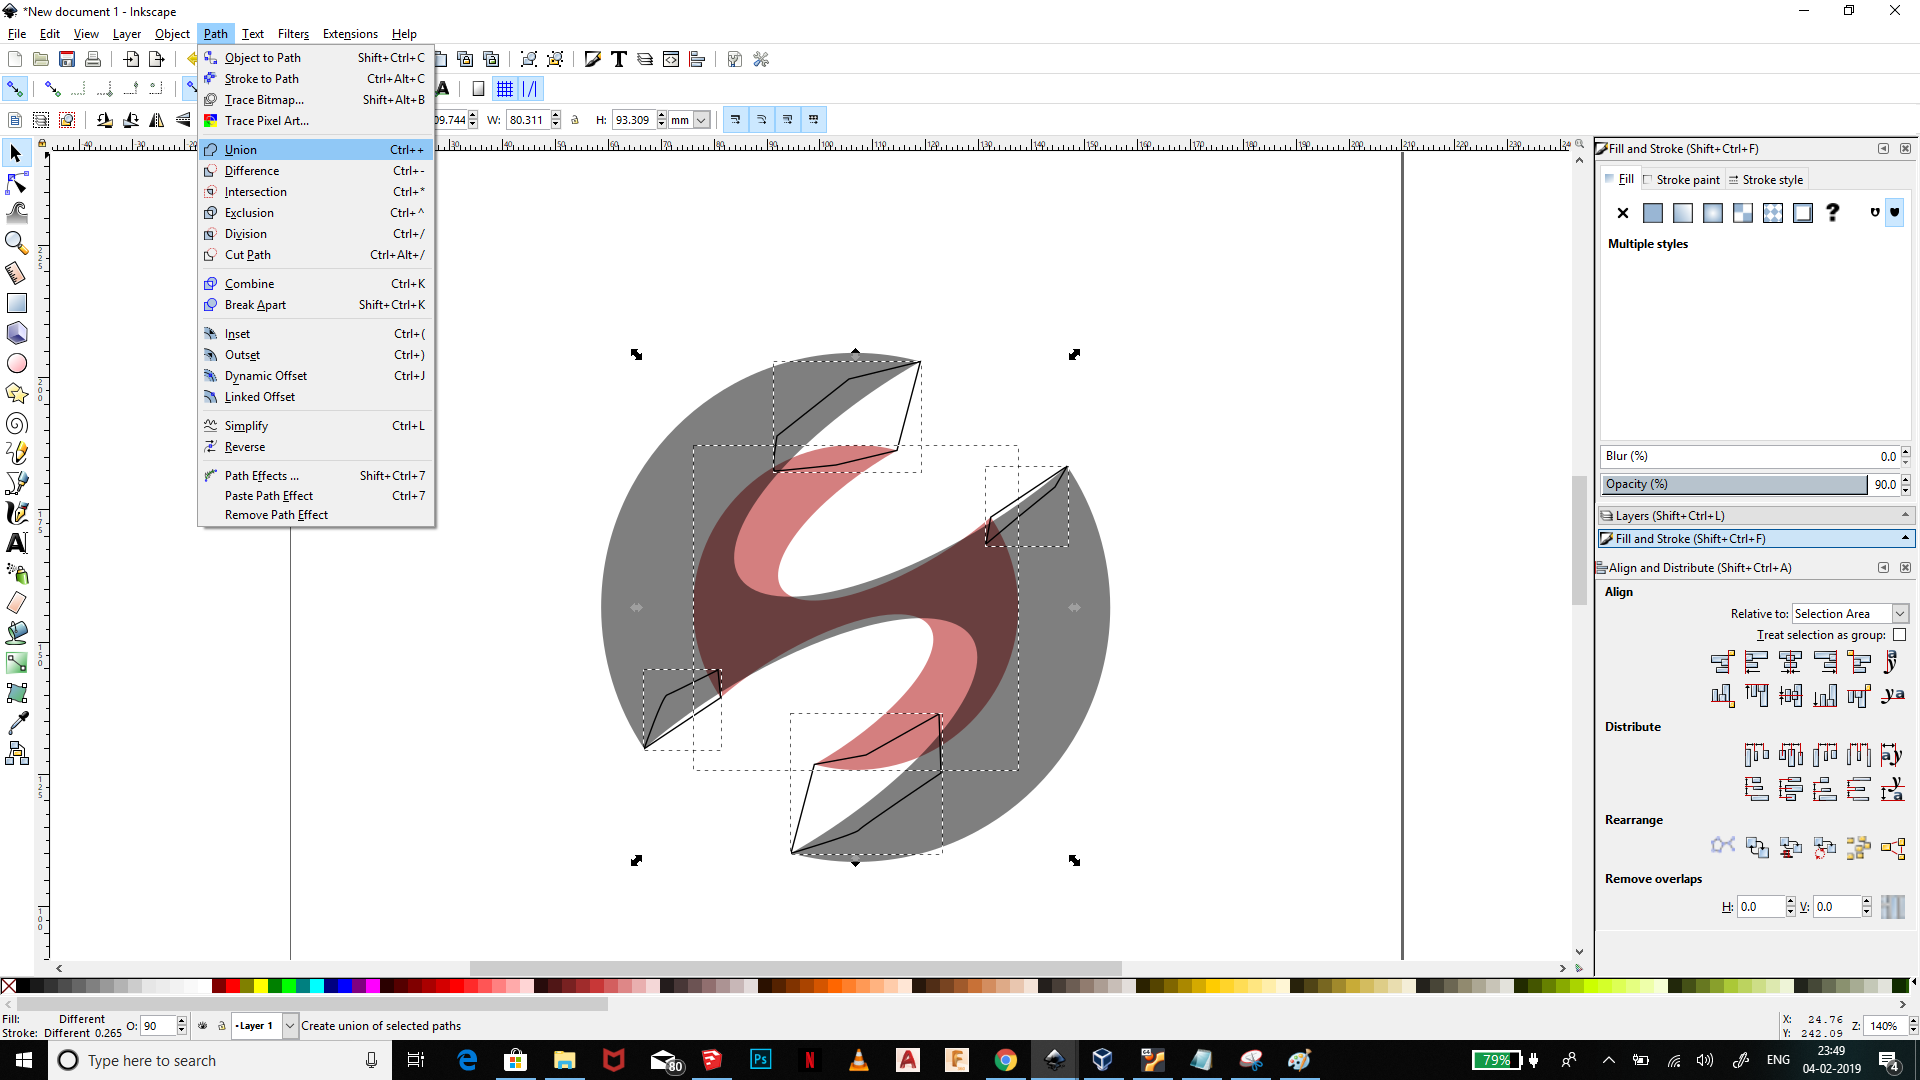 *New document 1 - Inkscape
File Edit View Layer Object Path Text Filters Extensions Help
Object to Path Shift+Ctrl+C
Stroke to Path Ctrl+Alt+C
Trace Bitmap... Shift+Alt+B
Trace Pixel Art...
Union Ctrl++
Difference Ctrl+-
Intersection Ctrl+*
Exclusion Ctrl+^
Division Ctrl+/
Cut Path Ctrl+Alt+/
Combine Ctrl+K
Break Apart Shift+Ctrl+K
Inset Ctrl+(
Outset Ctrl+)
Dynamic Offset Ctrl+J
Linked Offset
Simplify Ctrl+L
Reverse
Path Effects ... Shift+Ctrl+7
Paste Path Effect Ctrl+7
Remove Path Effect
09.744 W: 80.311 H: 93.309 mm
Fill and Stroke (Shift+Ctrl+F)
Fill Stroke paint Stroke style
Multiple styles
Blur (%) 0.0
Opacity (%) 90.0
Layers (Shift+Ctrl+L)
Fill and Stroke (Shift+Ctrl+F)
Align and Distribute (Shift+Ctrl+A)
Align
Relative to: Selection Area
Treat selection as group:
Distribute
Rearrange
Remove overlaps
H: 0.0 V: 0.0
Fill: Different
Stroke: Different 0.265 O: 90 •Layer 1 Create union of selected paths
X: 24.76
Y: 242.09 Z: 140%
Type here to search
80
Ps
79%
ENG
23:49
04-02-2019
4